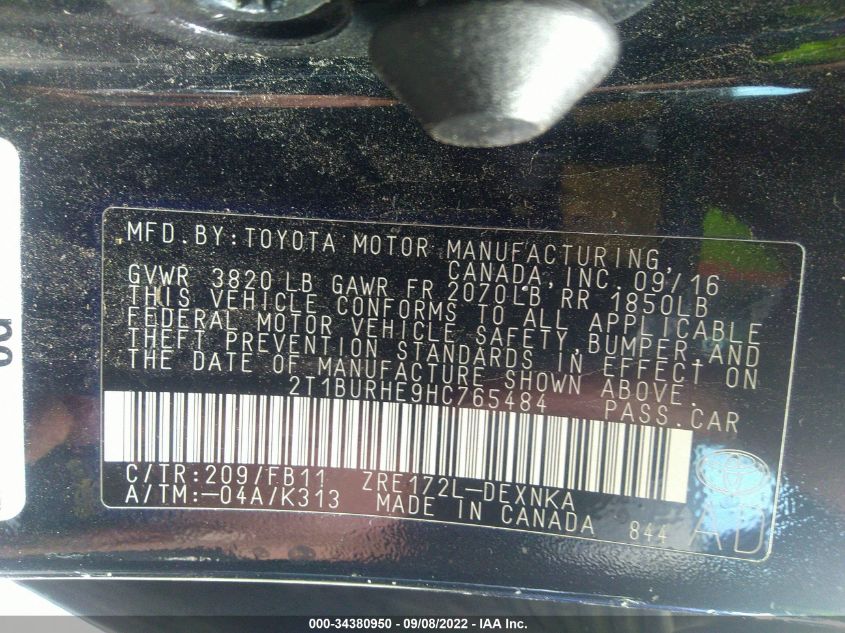 MFD.BY:TOYOTA MOTOR MANUFACTURING,
CANADA, INC. 09/16
GVWR 3820 LB GAWR FR 2070LB RR 1850LB
THIS VEHICLE CONFORMS TO ALL APPLICABLE
FEDERAL MOTOR VEHICLE SAFETY,BUMPER,AND
THEFT PREVENTION STANDARDS IN EFFECT ON
THE DATE OF MANUFACTURE SHOWN ABOVE.
2T1BURHE9HC765484 PASS.CAR
C/TR:209/FB11 ZRE172L-DEXNKA
A/TM:-04A/K313 MADE IN CANADA 844
AD
000-34380950 - 09/08/2022 - IAA Inc.